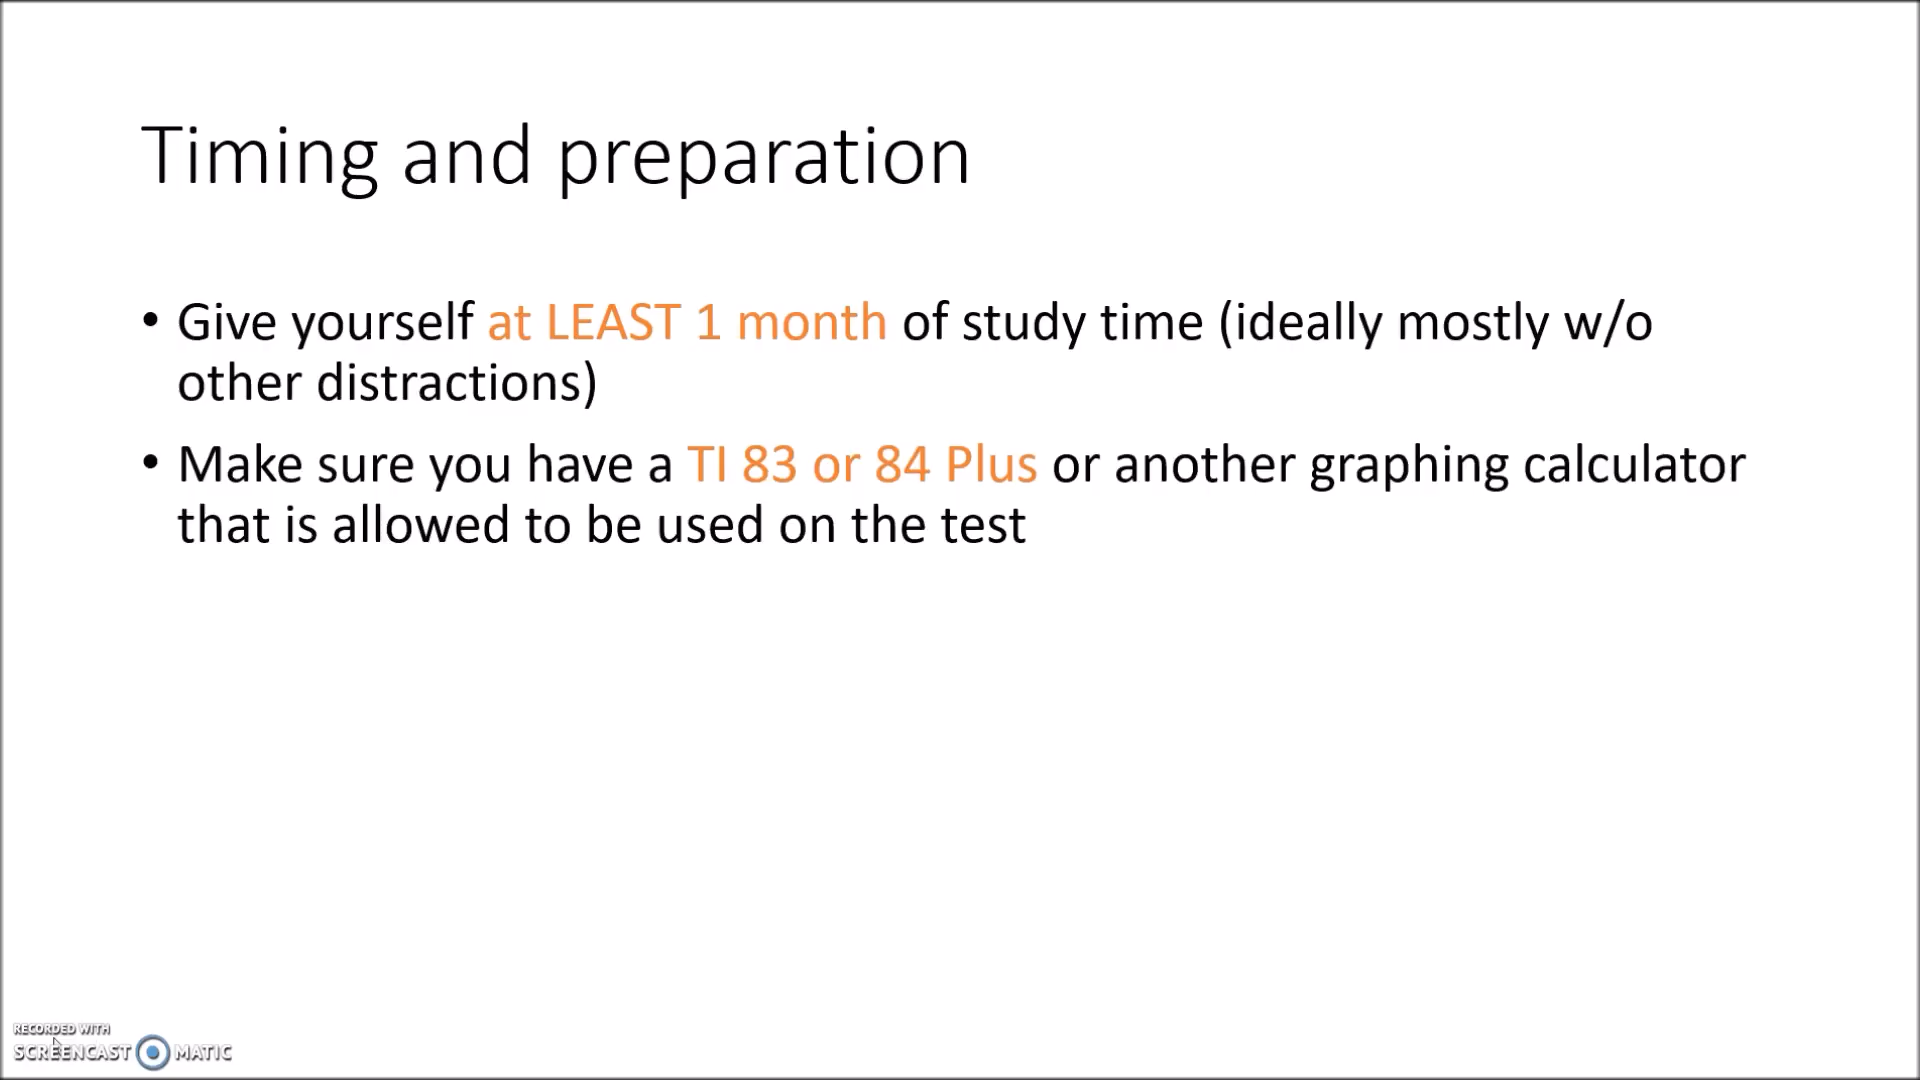 Timing and preparation
• Give yourself at LEAST 1 month of study time (ideally mostly w/o
other distractions)
• Make sure you have a TI 83 or 84 Plus or another graphing calculator
that is allowed to be used on the test
RECORDED WITH
SCREENCAST MATIC